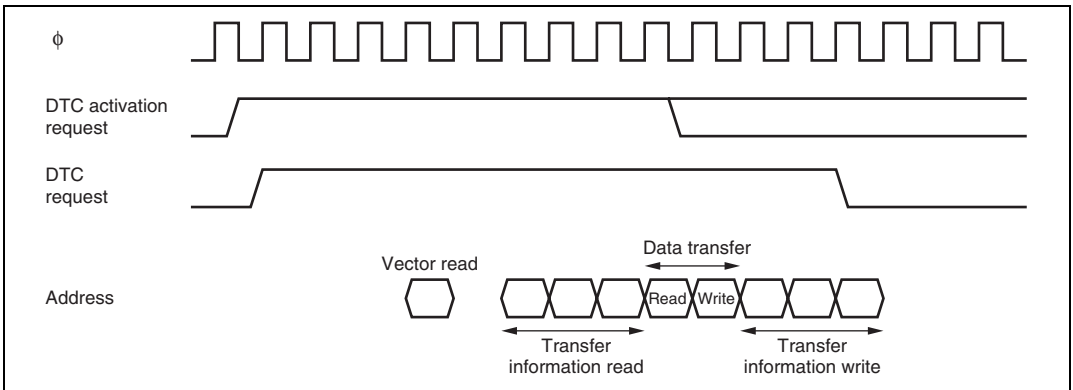 ϕ
DTC activation
request
DTC
request
Data transfer
Vector read
Address
Read Write
Transfer
information read
Transfer
information write